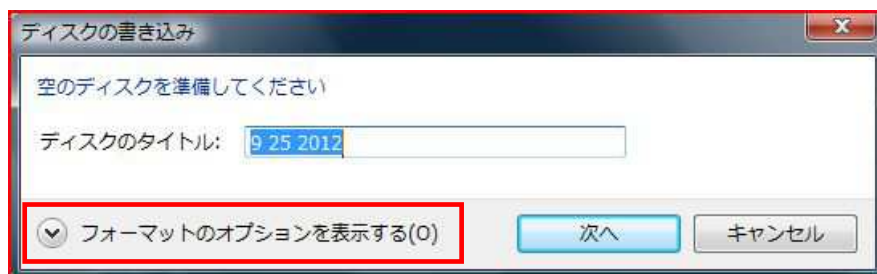 ディスクの書き込み
空のディスクを準備してください
ディスクのタイトル: 9 25 2012
フォーマットのオプションを表示する(O) 次へ キャンセル